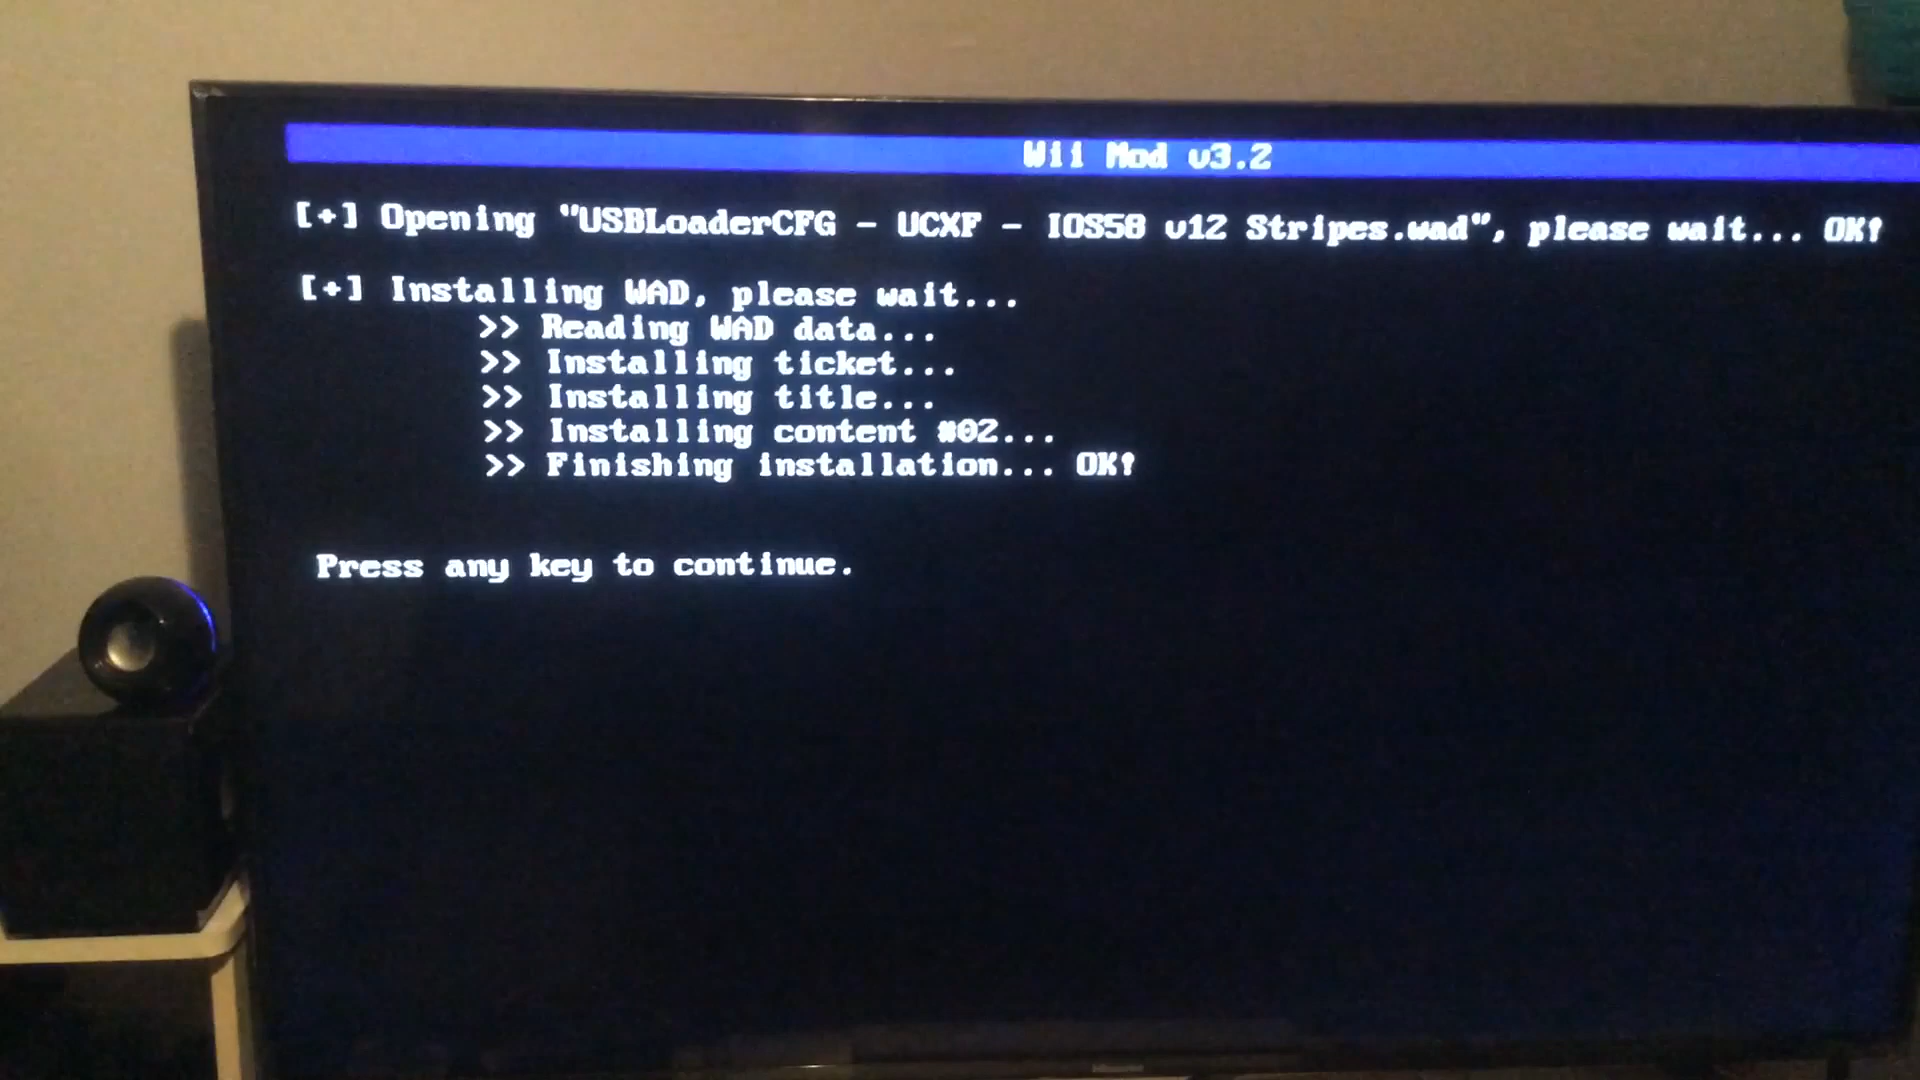 Wii Mod v3.2
[+] Opening "USBLoaderCFG - UCXF - IOS58 v12 Stripes.wad", please wait... OK!
[+] Installing WAD, please wait...
>> Reading WAD data...
>> Installing ticket...
>> Installing title...
>> Installing content #02...
>> Finishing installation... OK!
Press any key to continue.